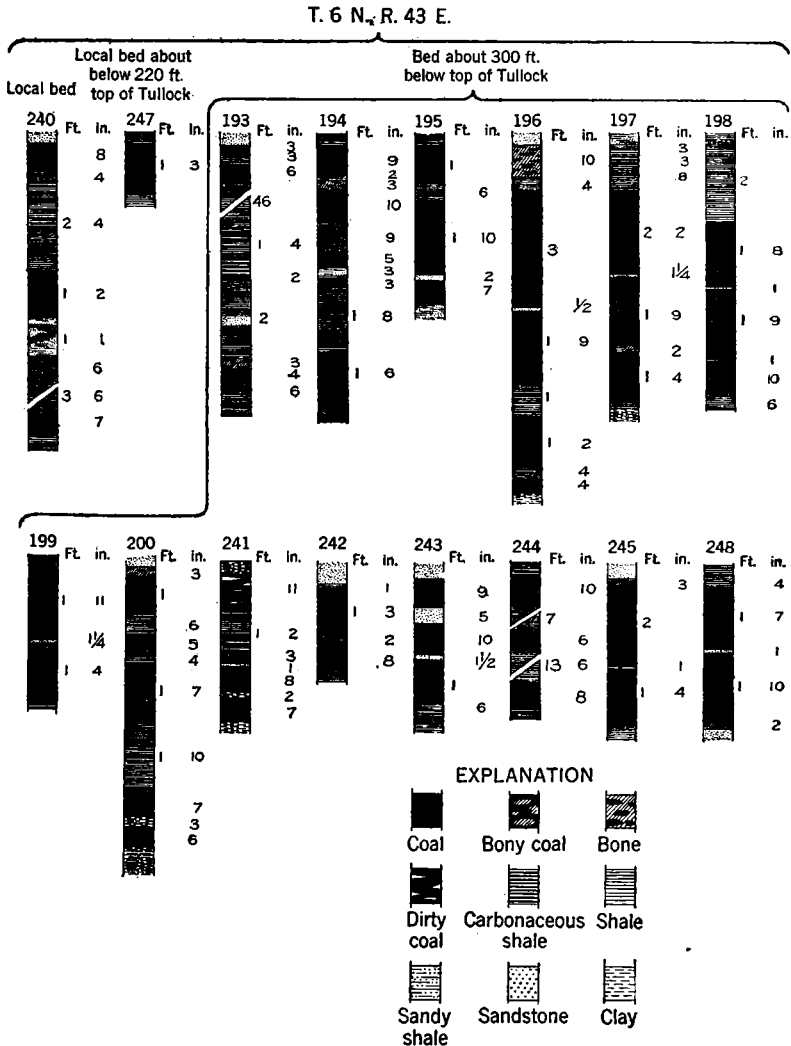 T. 6 N., R. 43 E.
Local bed
Local bed about
below 220 ft.
top of Tullock
Bed about 300 ft.
below top of Tullock
240 Ft. in.
8
4
2 4
1 2
1 1
6
3 6
7
247 Ft. In.
1 3
193 Ft. in.
3
3
6
46
1 4
2
2
3
4
6
194 Ft. in.
9
2
3
10
9
5
3
3
1 8
1 6
195 Ft. in.
1
6
1 10
2
7
196 Ft. in.
10
4
3
1/2
1 9
1
1 2
4
4
197 Ft. in.
3
3
8
2 2
1 1/4
1 9
2
1 4
198 Ft. in.
2
1 8
1
1 9
1
10
6
199 Ft. in.
1 11
1 1/4
1 4
200 Ft. in.
3
1
6
5
4
1 7
1 10
7
3
6
241 Ft. in.
11
1 2
3
1
8
2
7
242 Ft. in.
1
1 3
2
8
243 Ft. in.
9
5
10
1 1/2
1
6
244 Ft. in.
10
7
6
13 6
8
245 Ft. in.
3
2
1
1 4
248 Ft. in.
4
1 7
1
1 10
2
EXPLANATION
Coal
Bony coal
Bone
Dirty
coal
Carbonaceous
shale
Shale
Sandy
shale
Sandstone
Clay